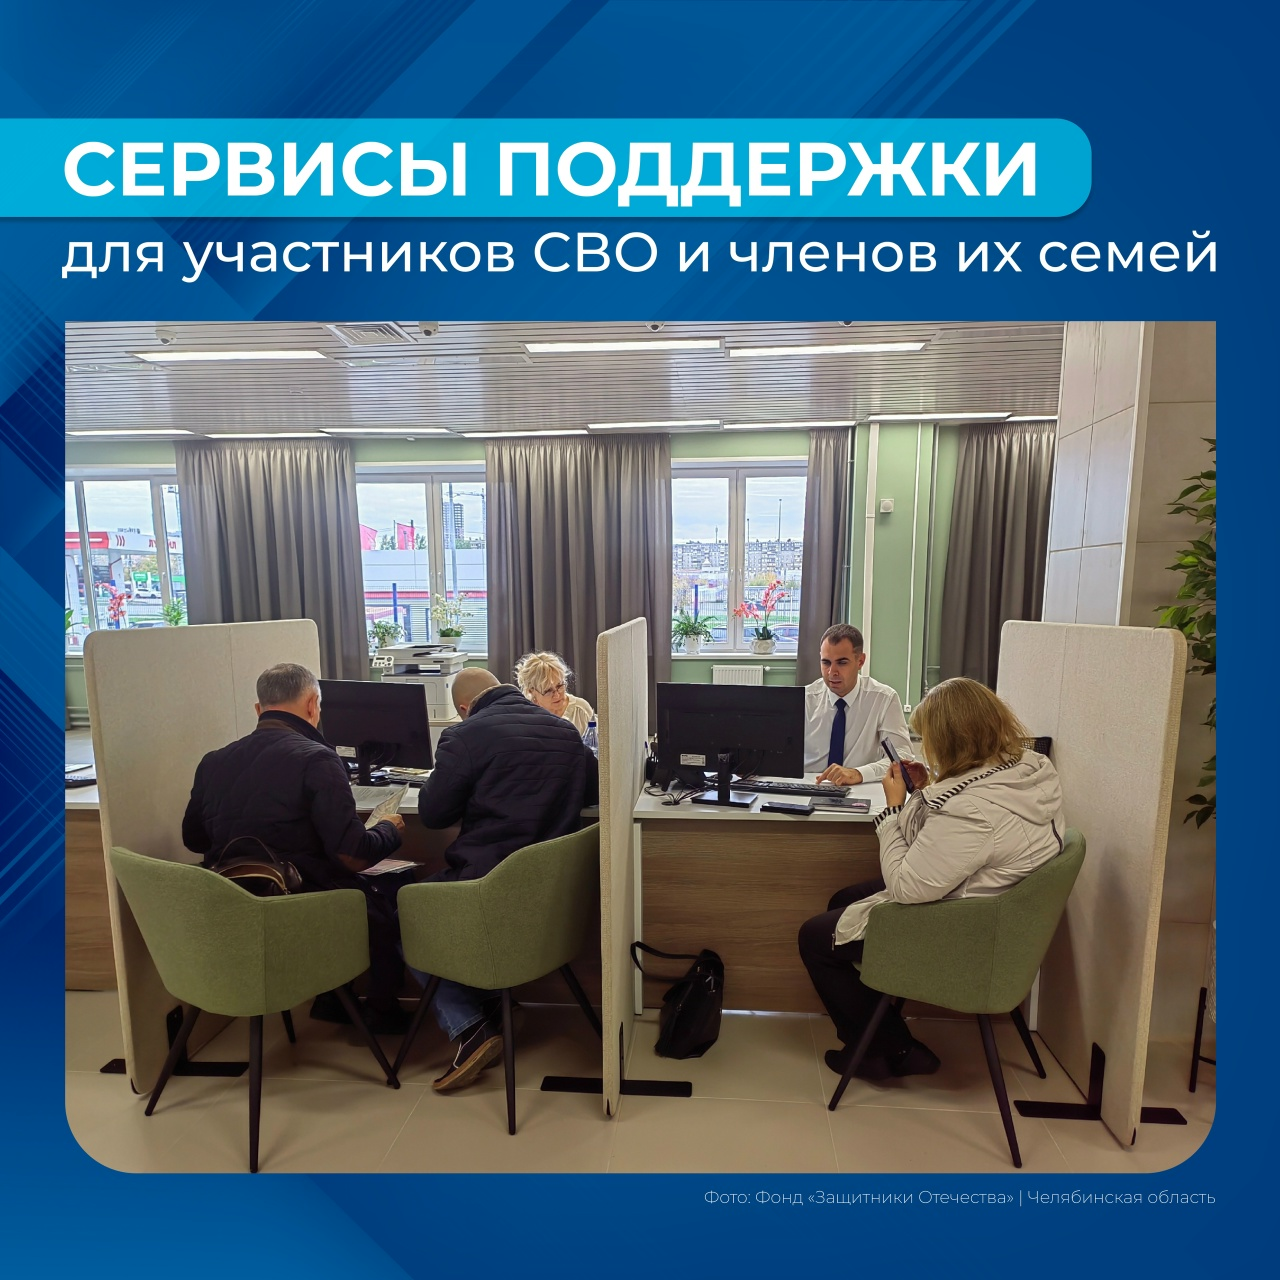 СЕРВИСЫ ПОДДЕРЖКИ
для участников СВО и членов их семей
Фото: Фонд «Защитники Отечества» | Челябинская область